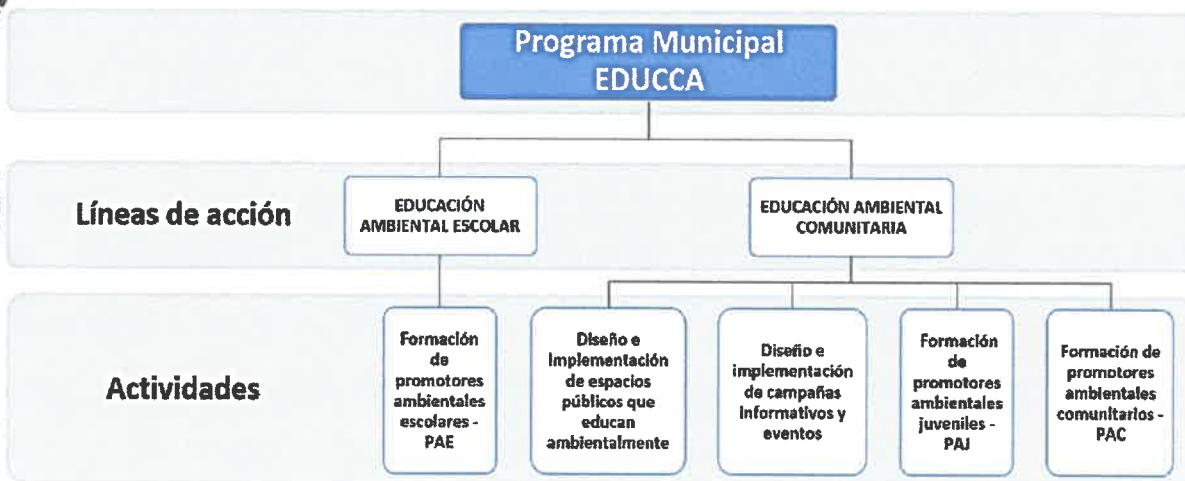 Programa Municipal
EDUCCA
Líneas de acción
EDUCACIÓN
AMBIENTAL ESCOLAR
EDUCACIÓN AMBIENTAL
COMUNITARIA
Actividades
Formación
de
promotores
ambientales
escolares -
PAE
Diseño e
implementación
de espacios
públicos que
educan
ambientalmente
Diseño e
implementación
de campañas
informativos y
eventos
Formación
de
promotores
ambientales
juveniles -
PAJ
Formación de
promotores
ambientales
comunitarios -
PAC